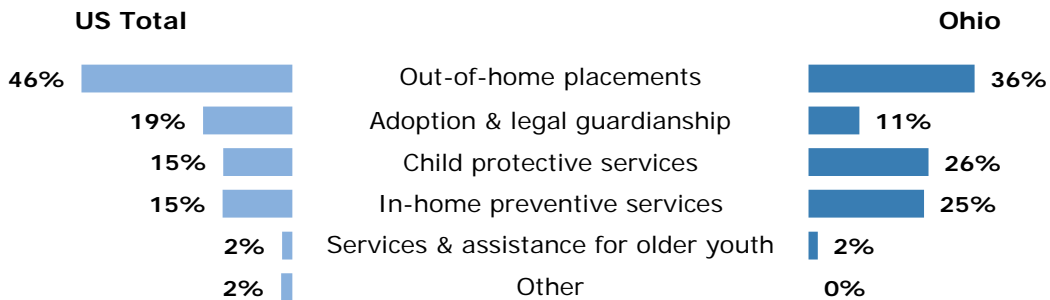 US Total Ohio
46% Out-of-home placements 36%
19% Adoption & legal guardianship 11%
15% Child protective services 26%
15% In-home preventive services 25%
2% Services & assistance for older youth 2%
2% Other 0%